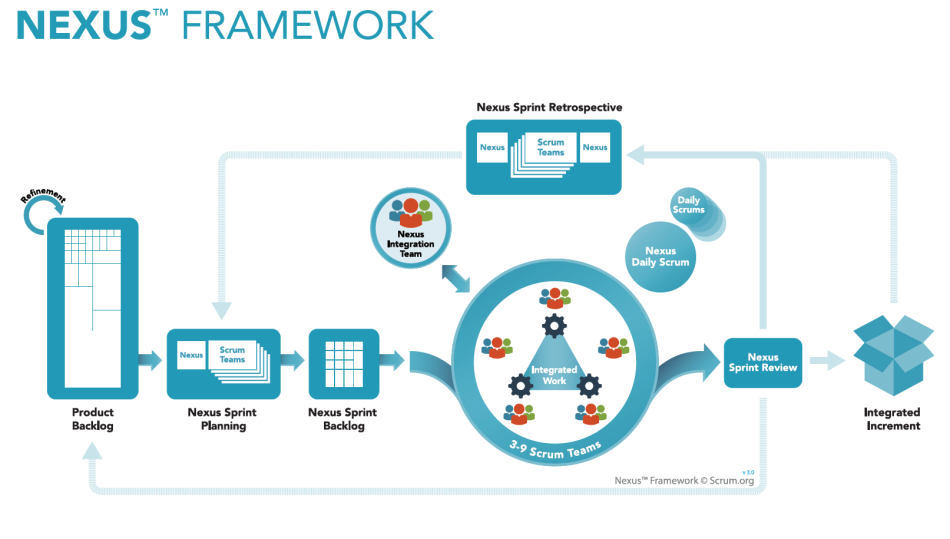 NEXUS™ FRAMEWORK
Nexus Sprint Retrospective
Nexus
Scrum
Teams
Nexus
Refinement
Daily
Scrums
Nexus
Integration
Team
Nexus
Daily Scrum
Nexus
Scrum
Teams
Integrated
Work
Nexus
Sprint Review
Product
Backlog
Nexus Sprint
Planning
Nexus Sprint
Backlog
3-9 Scrum Teams
Integrated
Increment
v 3.0
Nexus™ Framework © Scrum.org